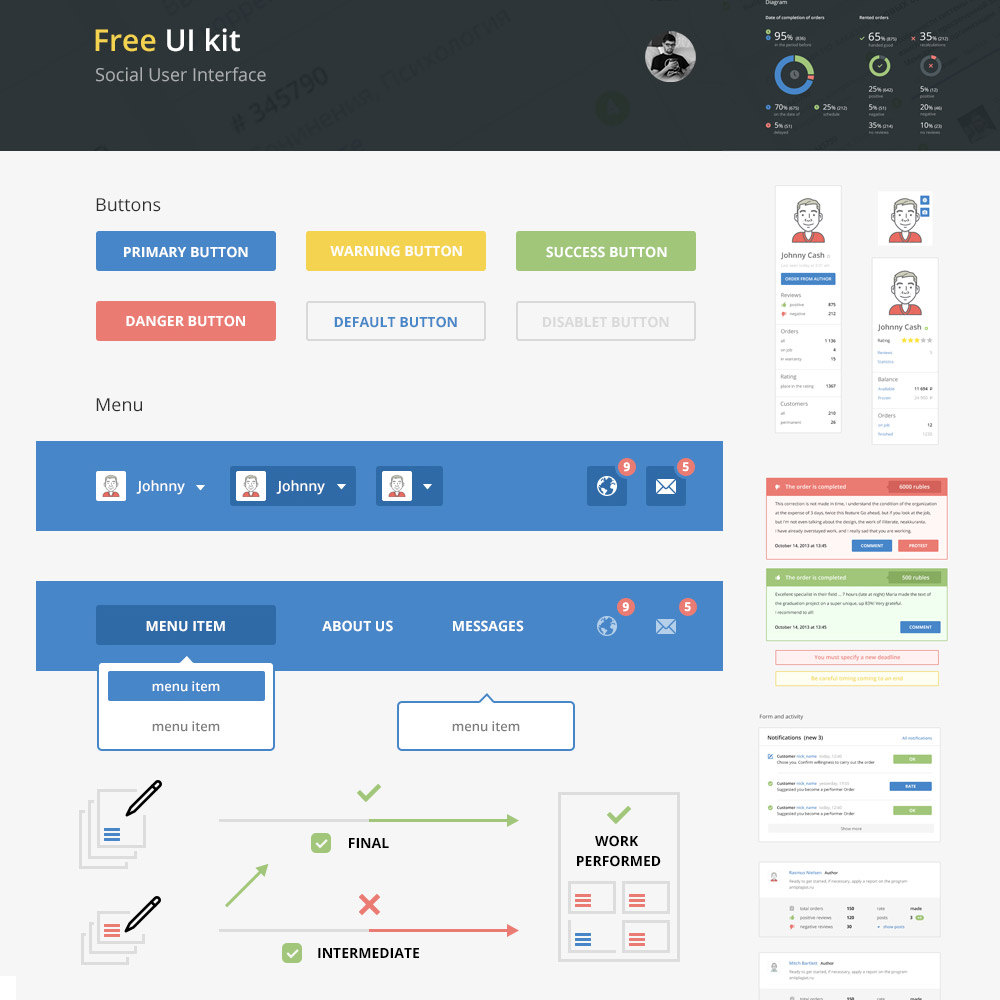 Free UI kit
Social User Interface
# 345790
Diagram
Date of completion of orders
Rented orders
95% (836)
in the period before
65% (875)
handed good
35% (212)
recalculations
25% (642)
positive
5% (12)
positive
70% (675)
on the date of
25% (212)
schedule
5% (51)
negative
20% (46)
negative
5% (51)
delayed
35% (214)
no reviews
10% (23)
no reviews
Buttons
PRIMARY BUTTON
WARNING BUTTON
SUCCESS BUTTON
DANGER BUTTON
DEFAULT BUTTON
DISABLET BUTTON
Menu
Johnny
Johnny
9
5
MENU ITEM
ABOUT US
MESSAGES
9
5
menu item
menu item
menu item
FINAL
INTERMEDIATE
WORK
PERFORMED
Johnny Cash
ORDER FROM AUTHOR
Reviews
positive 875
negative 212
Orders
all 1 136
on job 4
in warranty 15
Rating
place in the rating 1367
Customers
all 210
permanent 26
Johnny Cash
Rating
Reviews
Statistics
Balance
Available 11 694
Frozen
Orders
on job 12
finished 1235
The order is completed
6000 rubles
This correction is not made in time, I understand the condition of the organization
at the expense of 3 days, twice this feature Go ahead, but if you look at the job,
but I'm not even talking about the design, the work of illiterate, neakkuratna.
I have already overstayed work, and I really sad that you are working.
October 14, 2013 at 13:45
COMMENT
PROTEST
The order is completed
500 rubles
Excellent specialist in their field ... 7 hours (late at night) Maria made the text of
the graduation project on a super unique, up 83%! Very grateful.
I recommend to all!
October 14, 2013 at 13:45
COMMENT
You must specify a new deadline
Be careful timing coming to an end
Form and activity
Notifications (new 3)
All notifications
Customer nick_name today, 12:40
Chose you. Confirm willingness to carry out the order
OK
Customer nick_name yesterday, 17:55
Suggested you become a performer Order
RATE
Customer nick_name today, 12:40
Suggested you become a performer Order
OK
Show more
Rasmus Nielsen Author
Ready to get started, if necessary, apply a report on the program
antiplagiat.ru
total orders 150
rate made
positive reviews 120
posts 3
negative reviews 30
show posts
Mitch Bartlett Author
Ready to get started, if necessary, apply a report on the program
antiplagiat.ru
total orders 150
rate made